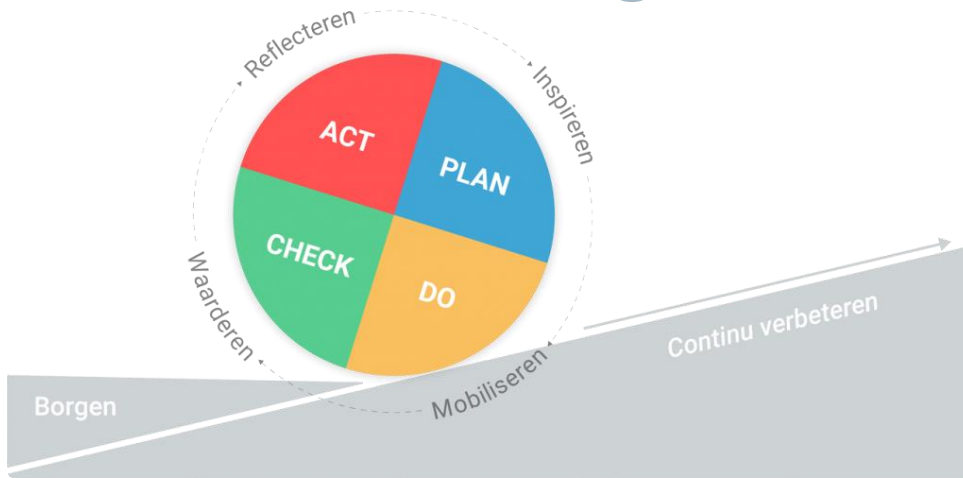 Reflecteren
Inspireren
ACT
PLAN
CHECK
DO
Waarderen
Mobiliseren
Continu verbeteren
Borgen